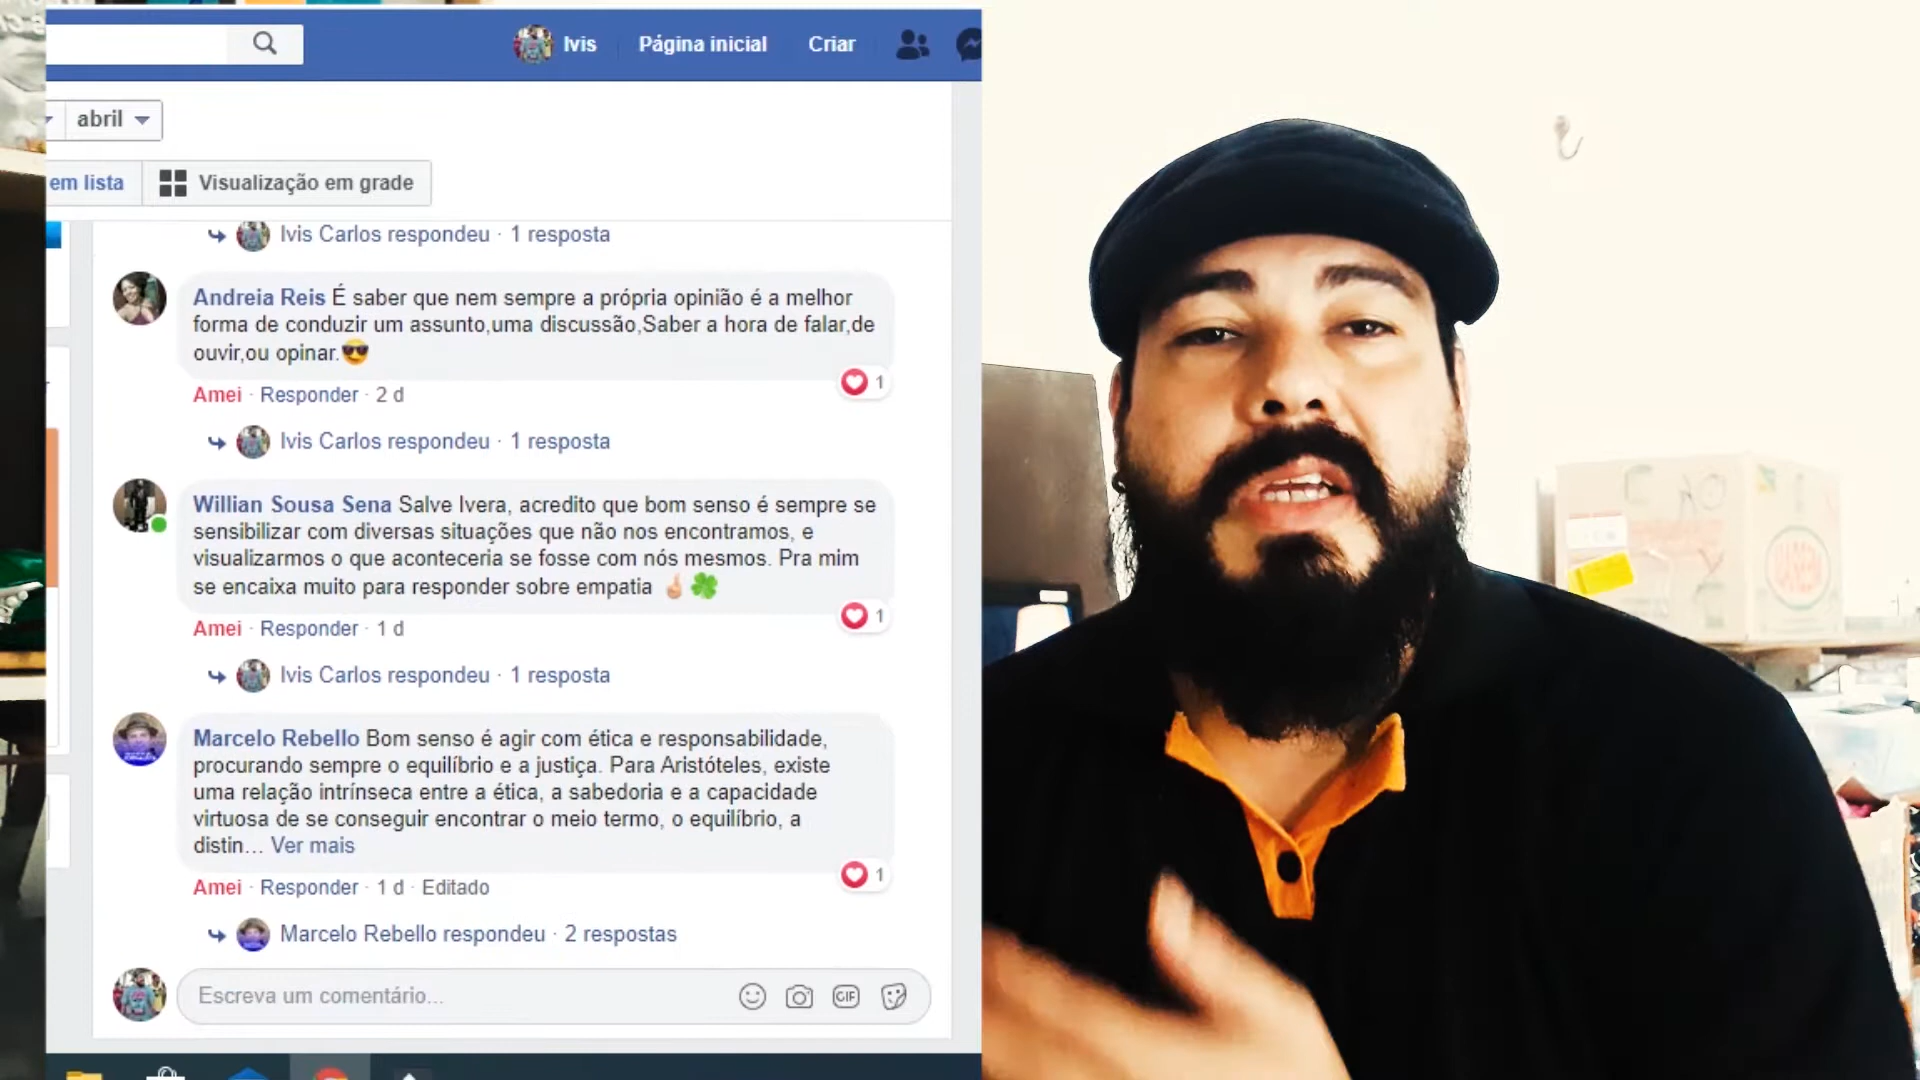 Ivis
Página inicial
Criar
abril
em lista
Visualização em grade
Ivis Carlos respondeu · 1 resposta
Andreia Reis É saber que nem sempre a própria opinião é a melhor
forma de conduzir um assunto,uma discussão,Saber a hora de falar,de
ouvir,ou opinar.😎
1
Amei · Responder · 2 d
Ivis Carlos respondeu · 1 resposta
Willian Sousa Sena Salve Ivera, acredito que bom senso é sempre se
sensibilizar com diversas situações que não nos encontramos, e
visualizarmos o que aconteceria se fosse com nós mesmos. Pra mim
se encaixa muito para responder sobre empatia 🤞🏻🍀
1
Amei · Responder · 1 d
Ivis Carlos respondeu · 1 resposta
Marcelo Rebello Bom senso é agir com ética e responsabilidade,
procurando sempre o equilíbrio e a justiça. Para Aristóteles, existe
uma relação intrínseca entre a ética, a sabedoria e a capacidade
virtuosa de se conseguir encontrar o meio termo, o equilíbrio, a
distin... Ver mais
1
Amei · Responder · 1 d · Editado
Marcelo Rebello respondeu · 2 respostas
Escreva um comentário...
GIF